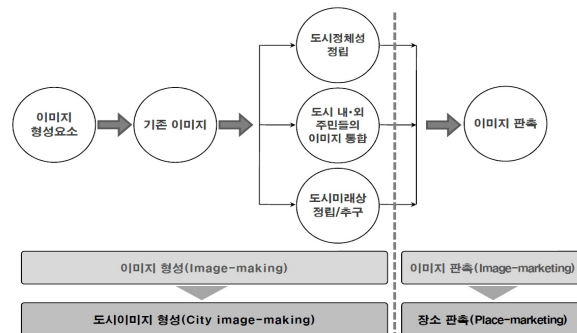 도시정체성
정립
이미지
형성요소
기존 이미지
도시 내·외
주민들의
이미지 통합
이미지 판촉
도시미래상
정립/추구
이미지 형성(Image-making)
이미지 판촉(Image-marketing)
도시이미지 형성(City image-making)
장소 판촉(Place-marketing)